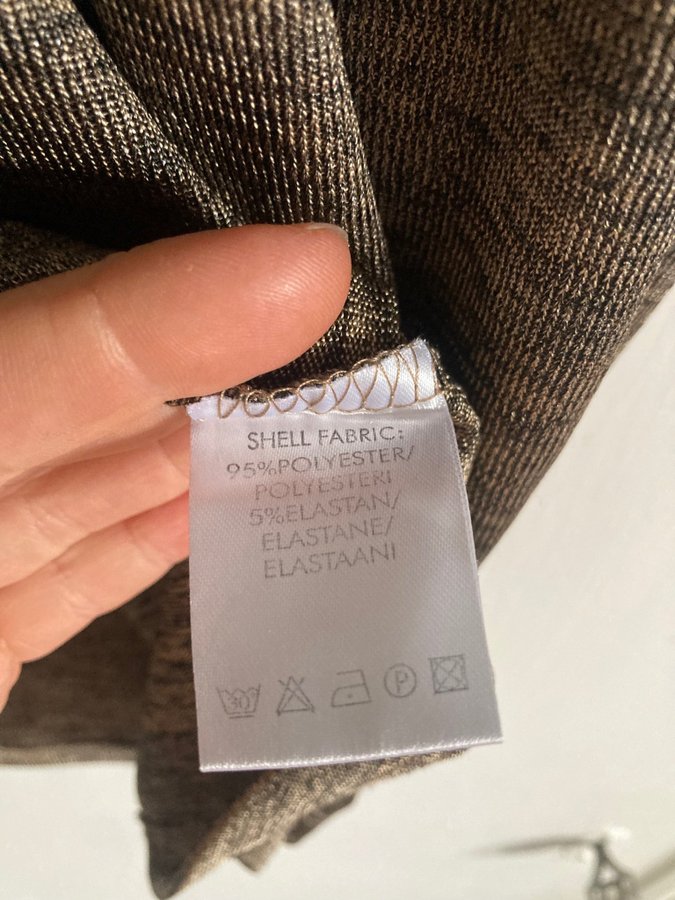 SHELL FABRIC:
95%POLYESTER/
POLYESTERI
5%ELASTAN/
ELASTANE/
ELASTAANI
30 P